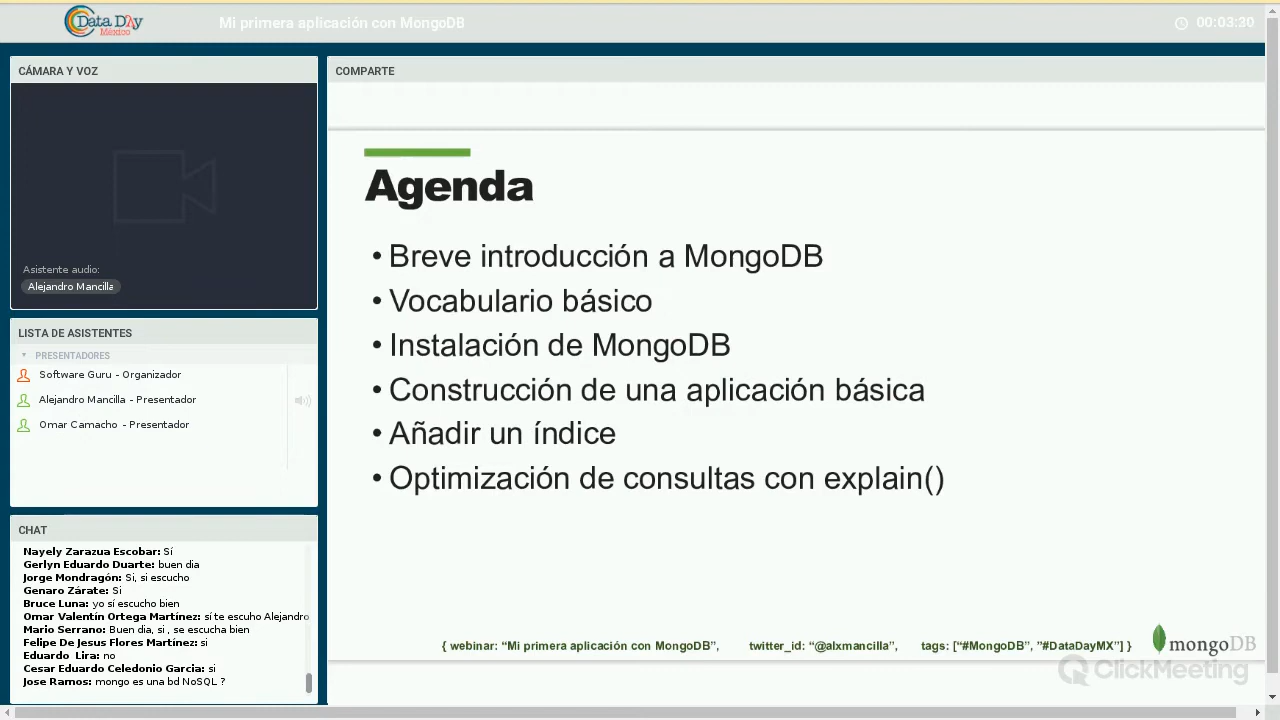 Data Day
México
Mi primera aplicación con MongoDB
00:03:30
CÁMARA Y VOZ
Asistente audio:
Alejandro Mancilla
LISTA DE ASISTENTES
PRESENTADORES
Software Guru - Organizador
Alejandro Mancilla - Presentador
Omar Camacho - Presentador
CHAT
Nayely Zarazua Escobar: Sí
Gerlyn Eduardo Duarte: buen dia
Jorge Mondragón: Si, si escucho
Genaro Zárate: Si
Bruce Luna: yo sí escucho bien
Omar Valentín Ortega Martínez: sí te escuho Alejandro
Mario Serrano: Buen dia, si , se escucha bien
Felipe De Jesus Flores Martínez: si
Eduardo Lira: no
Cesar Eduardo Celedonio Garcia: si
Jose Ramos: mongo es una bd NoSQL ?
COMPARTE
Agenda
• Breve introducción a MongoDB
• Vocabulario básico
• Instalación de MongoDB
• Construcción de una aplicación básica
• Añadir un índice
• Optimización de consultas con explain()
{ webinar: “Mi primera aplicación con MongoDB”, twitter_id: “@alxmancilla”, tags: [“#MongoDB”, ”#DataDayMX”] }
mongoDB
ClickMeeting